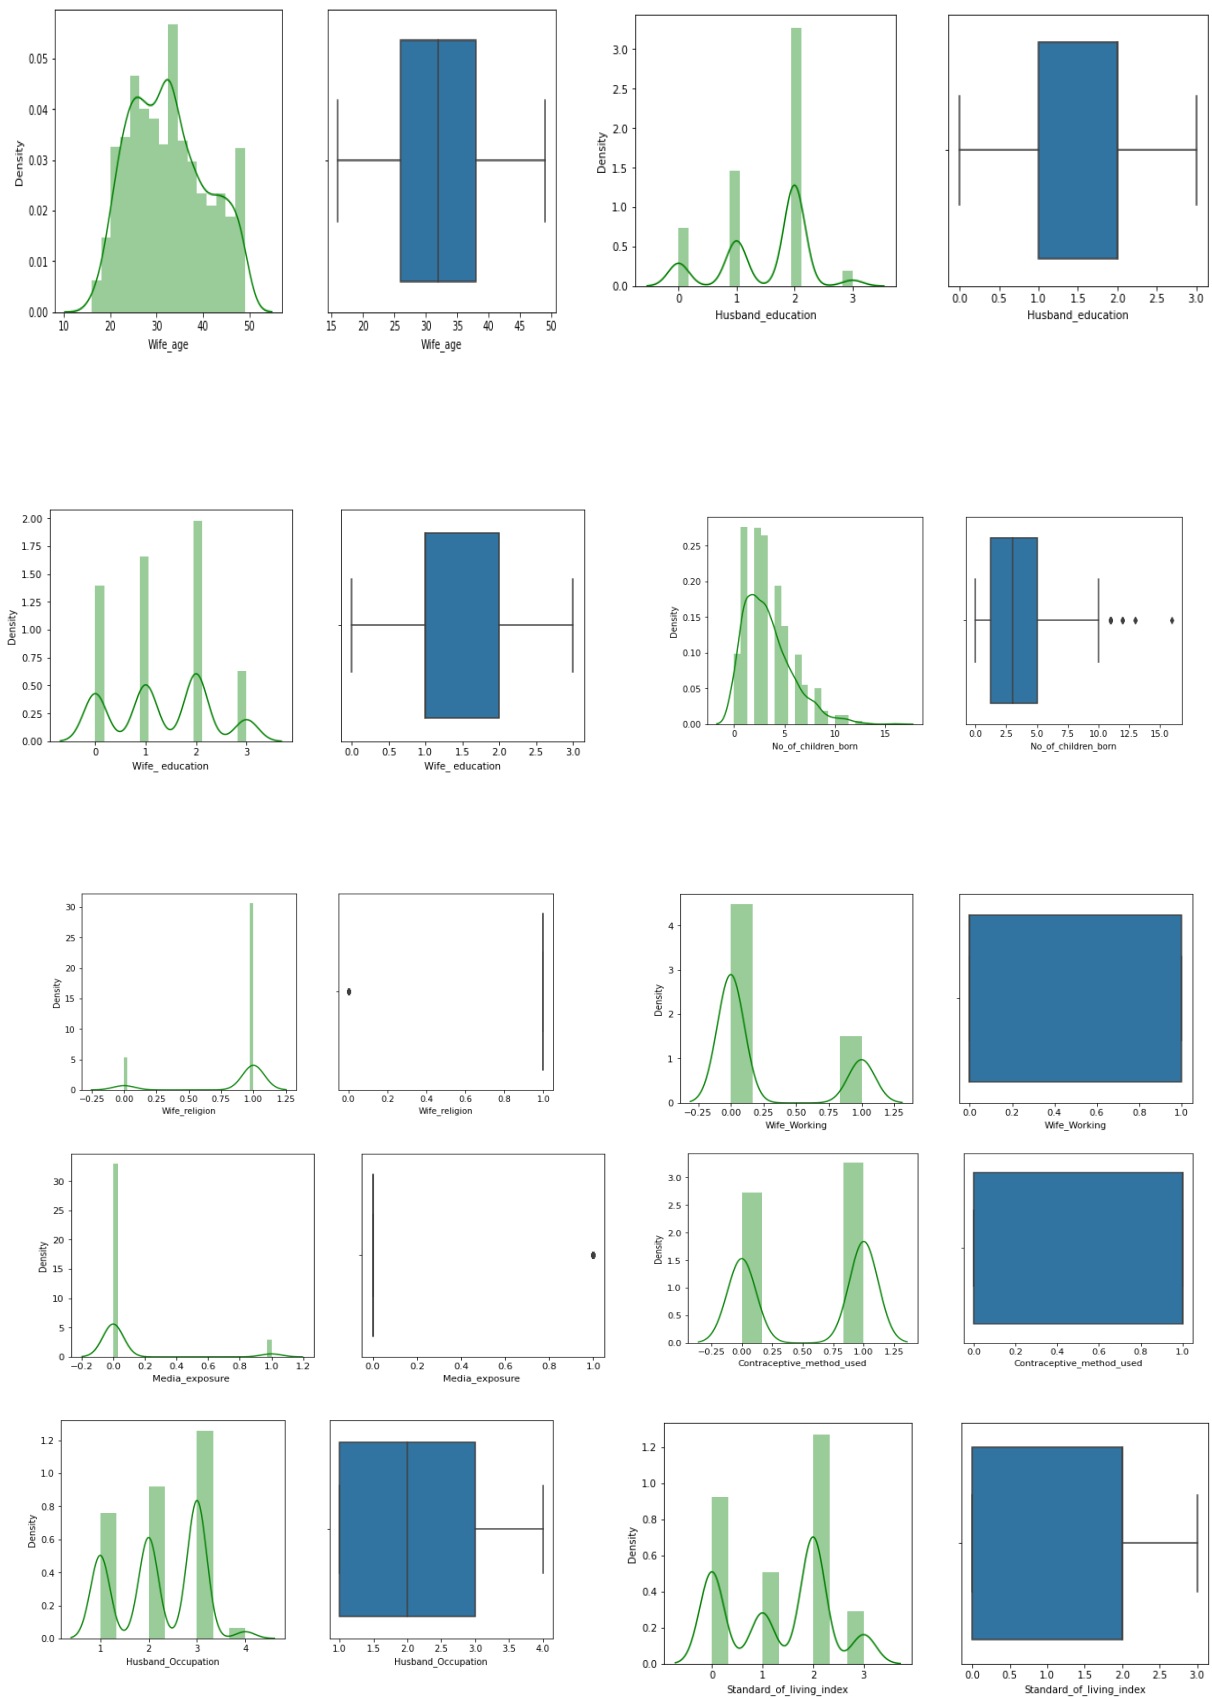 Density
0.05
0.04
0.03
0.02
0.01
0.00
10 20 30 40 50
Wife_age
15 20 25 30 35 40 45 50
Wife_age
Density
3.0
2.5
2.0
1.5
1.0
0.5
0.0
0 1 2 3
Husband_education
0.0 0.5 1.0 1.5 2.0 2.5 3.0
Husband_education
Density
2.00
1.75
1.50
1.25
1.00
0.75
0.50
0.25
0.00
0 1 2 3
Wife_ education
0.0 0.5 1.0 1.5 2.0 2.5 3.0
Wife_ education
Density
0.25
0.20
0.15
0.10
0.05
0.00
0 5 10 15
No_of_children_born
0.0 2.5 5.0 7.5 10.0 12.5 15.0
No_of_children_born
Density
30
25
20
15
10
5
0
−0.25 0.00 0.25 0.50 0.75 1.00 1.25
Wife_religion
0.0 0.2 0.4 0.6 0.8 1.0
Wife_religion
Density
4
3
2
1
0
−0.25 0.00 0.25 0.50 0.75 1.00 1.25
Wife_Working
0.0 0.2 0.4 0.6 0.8 1.0
Wife_Working
Density
30
25
20
15
10
5
0
−0.2 0.0 0.2 0.4 0.6 0.8 1.0 1.2
Media_exposure
0.0 0.2 0.4 0.6 0.8 1.0
Media_exposure
Density
3.0
2.5
2.0
1.5
1.0
0.5
0.0
−0.25 0.00 0.25 0.50 0.75 1.00 1.25
Contraceptive_method_used
0.0 0.2 0.4 0.6 0.8 1.0
Contraceptive_method_used
Density
1.2
1.0
0.8
0.6
0.4
0.2
0.0
1 2 3 4
Husband_Occupation
1.0 1.5 2.0 2.5 3.0 3.5 4.0
Husband_Occupation
Density
1.2
1.0
0.8
0.6
0.4
0.2
0.0
0 1 2 3
Standard_of_living_index
0.0 0.5 1.0 1.5 2.0 2.5 3.0
Standard_of_living_index